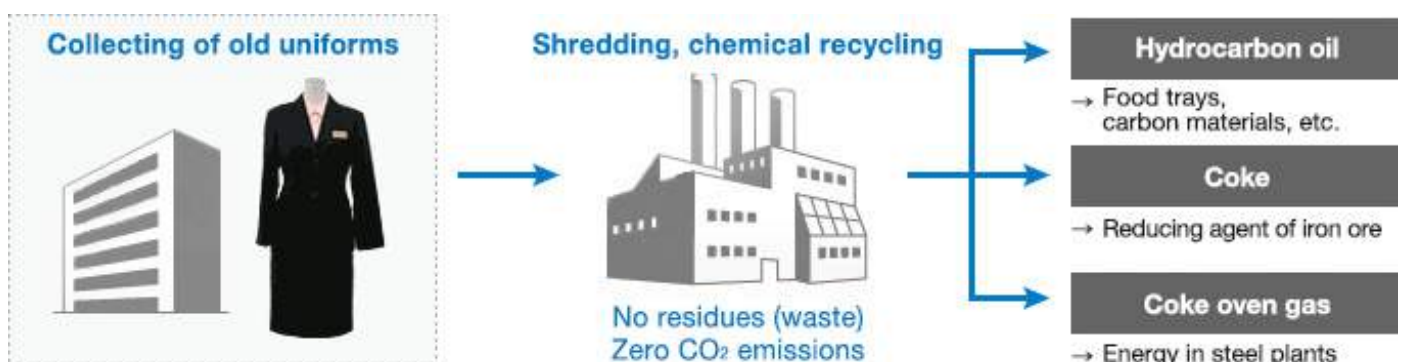 Collecting of old uniforms
Shredding, chemical recycling
No residues (waste)
Zero CO₂ emissions
Hydrocarbon oil
→ Food trays,
carbon materials, etc.
Coke
→ Reducing agent of iron ore
Coke oven gas
→ Energy in steel plants